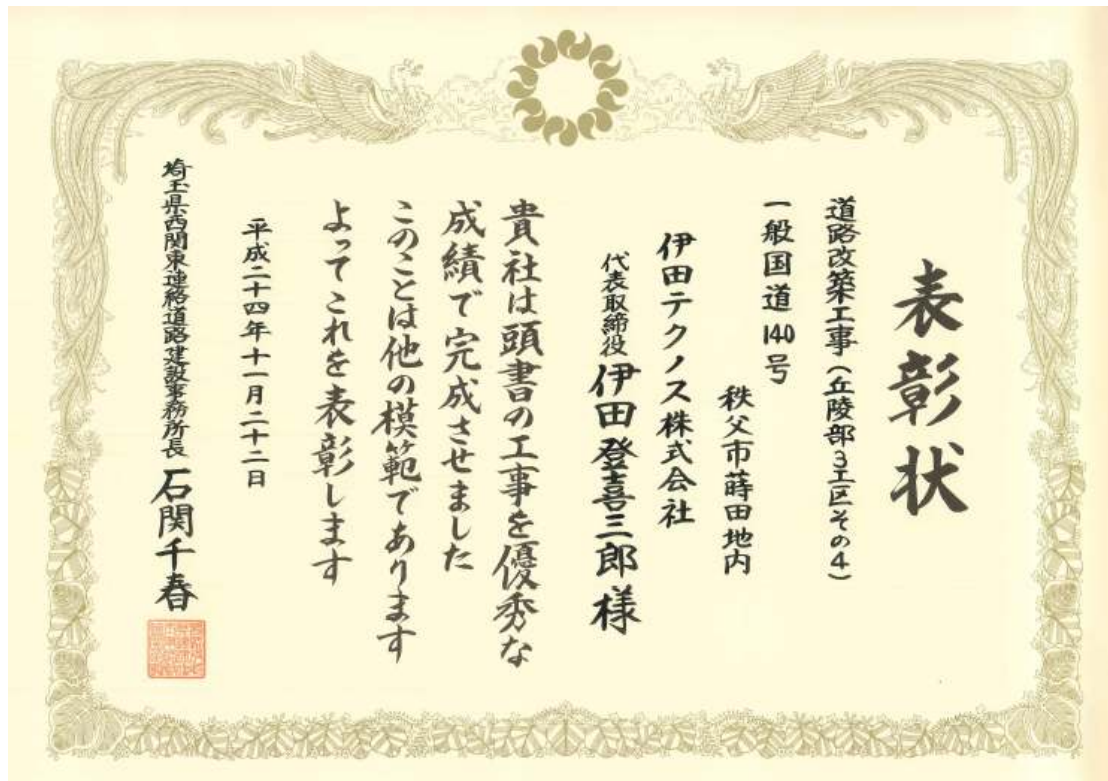 表彰状
道路改築工事（丘陵部3工区その4）
一般国道140号
秩父市蒔田地内
伊田テクノス株式会社
代表取締役 伊田登喜三郎 様
貴社は頭書の工事を優秀な
成績で完成させました
このことは他の模範であります
よってこれを表彰します
平成二十四年十一月二十二日
埼玉県西関東連絡道路建設事務所長 石関千春